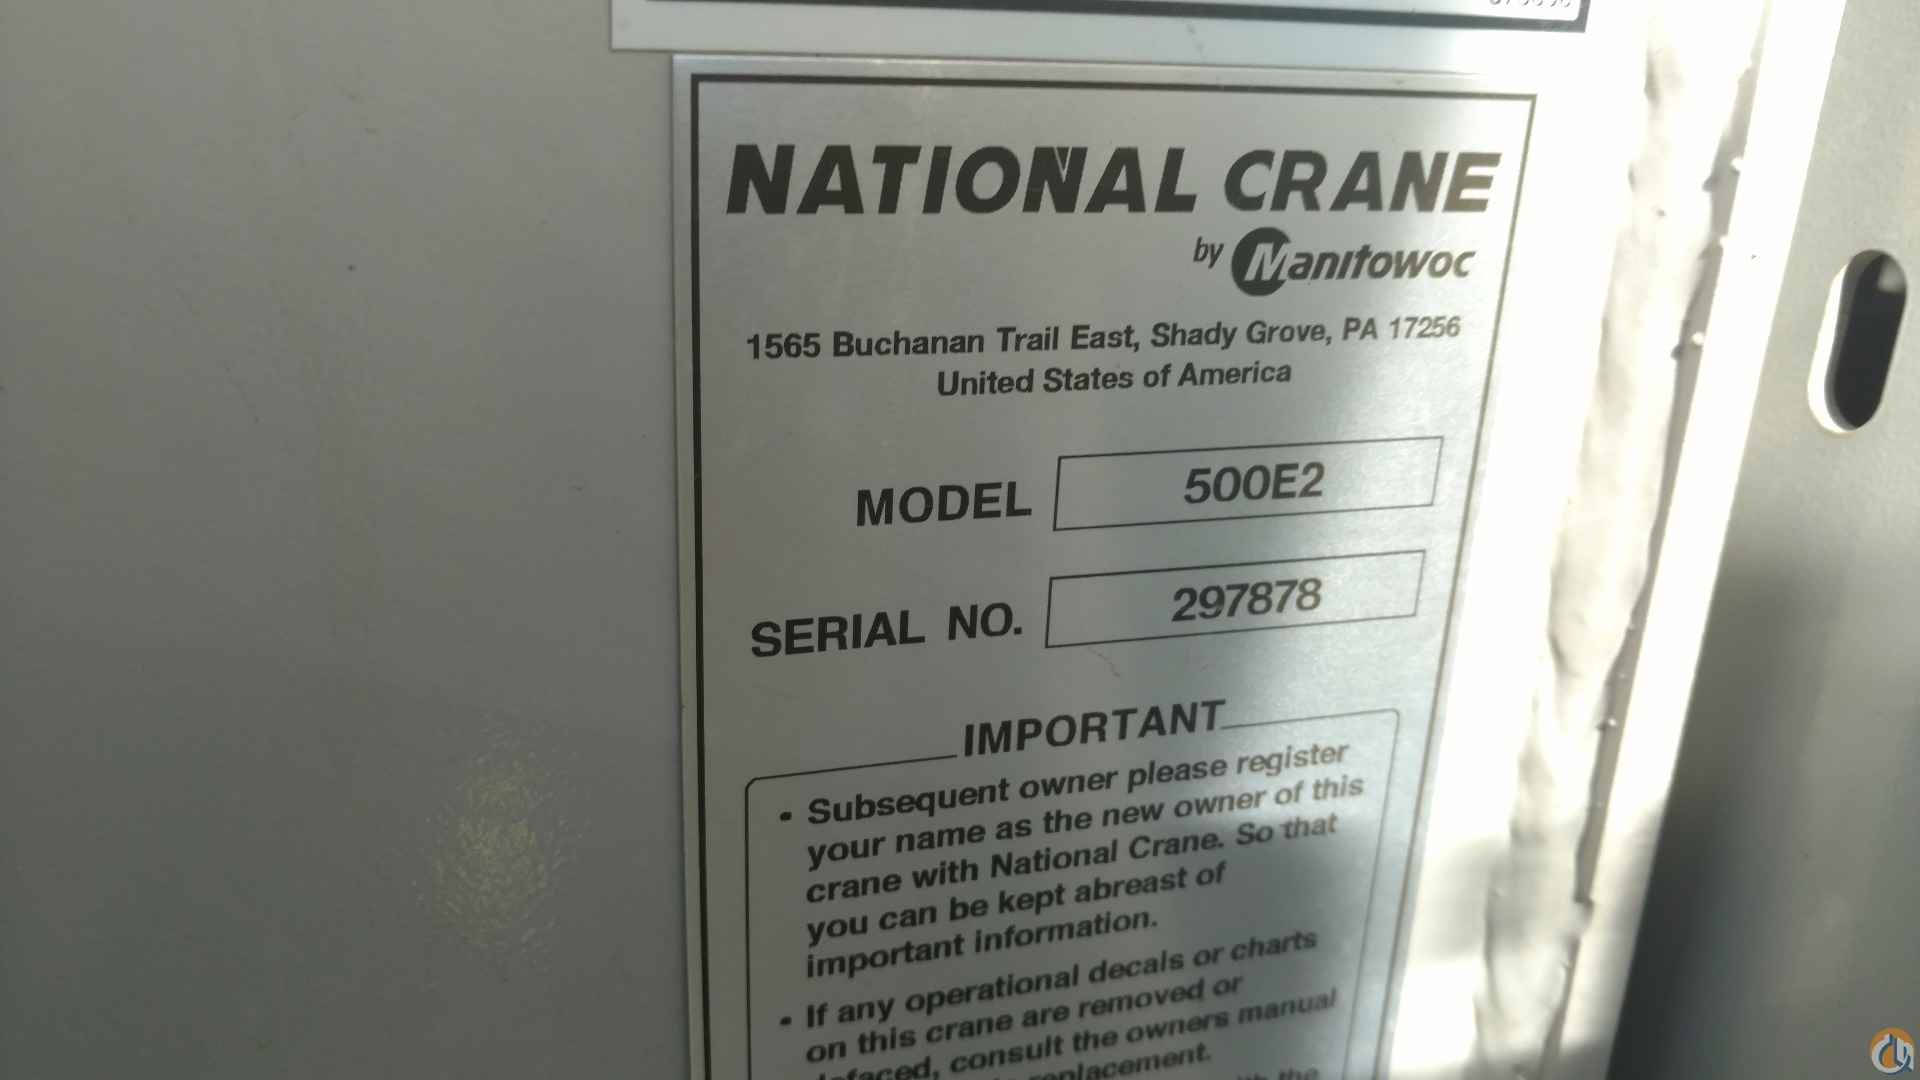 NATIONAL CRANE
by Manitowoc
1565 Buchanan Trail East, Shady Grove, PA 17256
United States of America
MODEL 500E2
SERIAL NO. 297878
IMPORTANT
• Subsequent owner please register
your name as the new owner of this
crane with National Crane. So that
you can be kept abreast of
important information.
• If any operational decals or charts
on this crane are removed or
defaced, consult the owners manual
replacement.
the